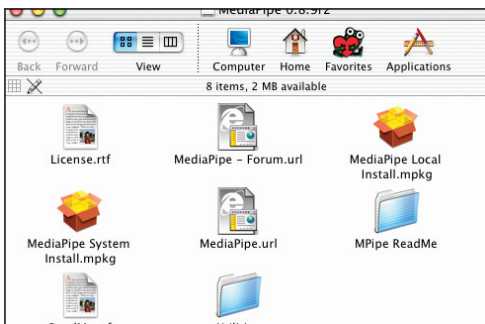 MediaPipe 0.8.9f2
Back Forward View Computer Home Favorites Applications
8 items, 2 MB available
License.rtf MediaPipe - Forum.url MediaPipe Local
Install.mpkg
MediaPipe System
Install.mpkg MediaPipe.url MPipe ReadMe